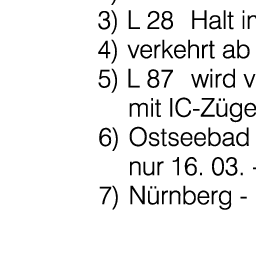 3) L 28 Halt
4) verkehrt ab
5) L 87 wird
mit IC-Züge
6) Ostseebad
nur 16. 03. -
7) Nürnberg -